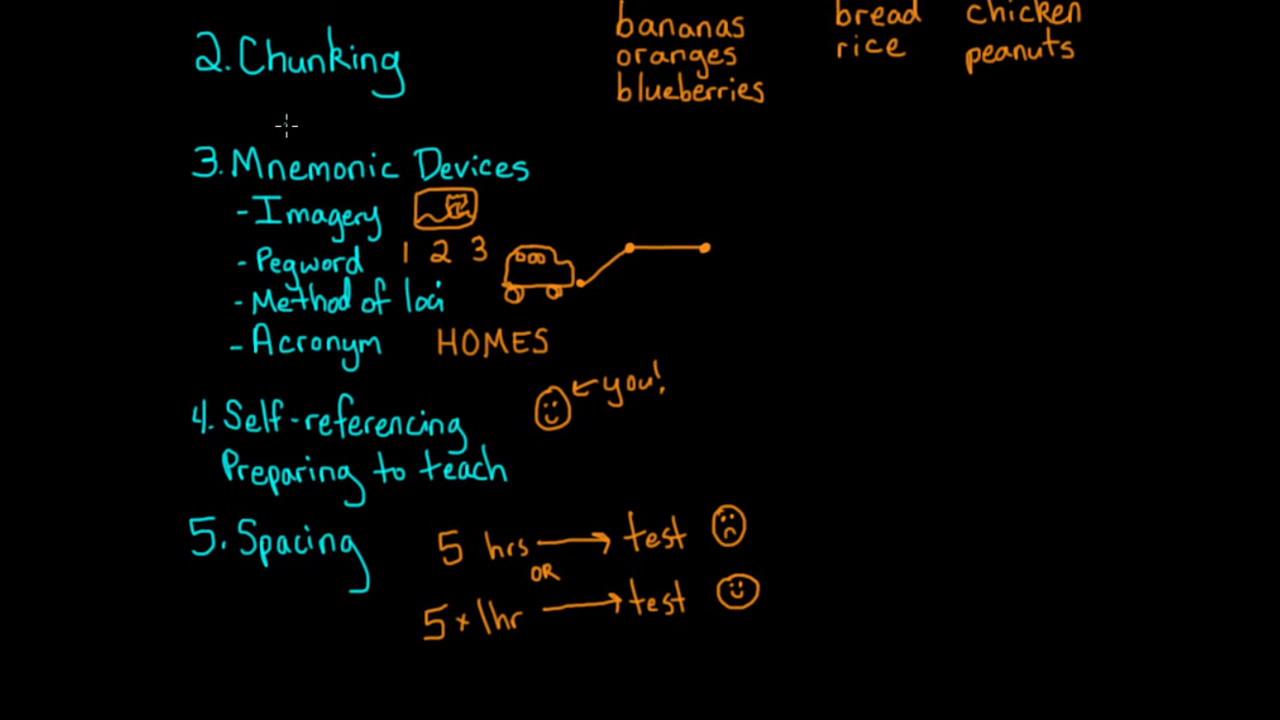 bananas bread chicken
oranges rice peanuts
blueberries
2. Chunking
3. Mnemonic Devices
- Imagery
- Pegword 1 2 3
- Method of loci
- Acronym HOMES
4. Self-referencing ← you!
Preparing to teach
5. Spacing 5 hrs → test
OR
5 x 1hr → test